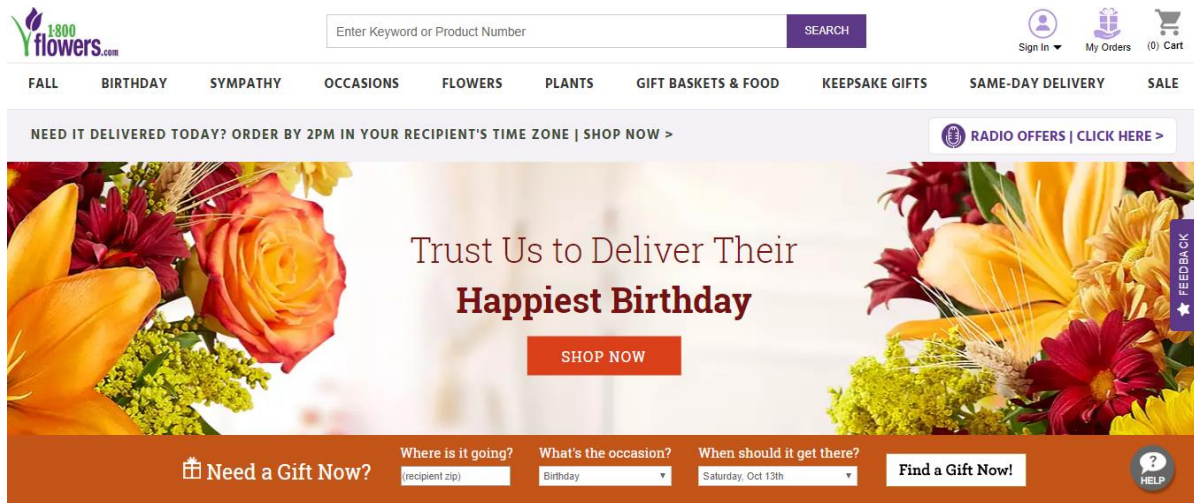 1·800
flowers.com
Enter Keyword or Product Number
SEARCH
Sign In
My Orders
(0) Cart
FALL
BIRTHDAY
SYMPATHY
OCCASIONS
FLOWERS
PLANTS
GIFT BASKETS & FOOD
KEEPSAKE GIFTS
SAME-DAY DELIVERY
SALE
NEED IT DELIVERED TODAY? ORDER BY 2PM IN YOUR RECIPIENT'S TIME ZONE | SHOP NOW >
RADIO OFFERS | CLICK HERE >
Trust Us to Deliver Their
Happiest Birthday
SHOP NOW
FEEDBACK
Need a Gift Now?
Where is it going?
(recipient zip)
What's the occasion?
Birthday
When should it get there?
Saturday, Oct 13th
Find a Gift Now!
?
HELP